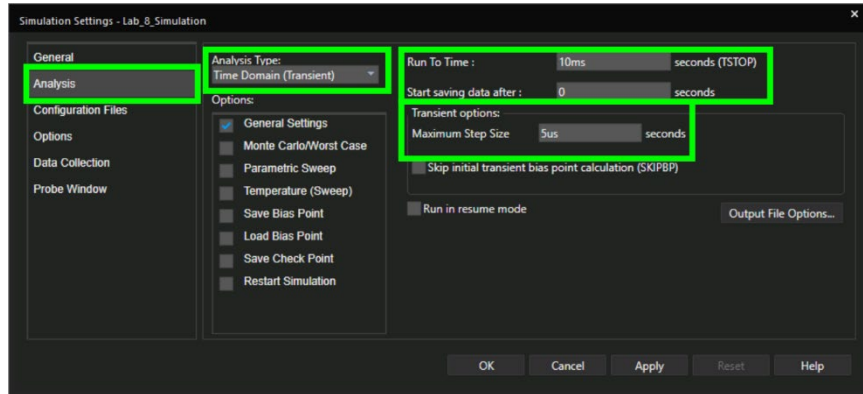 Simulation Settings - Lab_8_Simulation
General
Analysis
Configuration Files
Options
Data Collection
Probe Window
Analysis Type:
Time Domain (Transient)
Options:
General Settings
Monte Carlo/Worst Case
Parametric Sweep
Temperature (Sweep)
Save Bias Point
Load Bias Point
Save Check Point
Restart Simulation
Run To Time : 10ms seconds (TSTOP)
Start saving data after : 0 seconds
Transient options:
Maximum Step Size 5us seconds
Skip initial transient bias point calculation (SKIPBP)
Run in resume mode
Output File Options...
OK Cancel Apply Reset Help